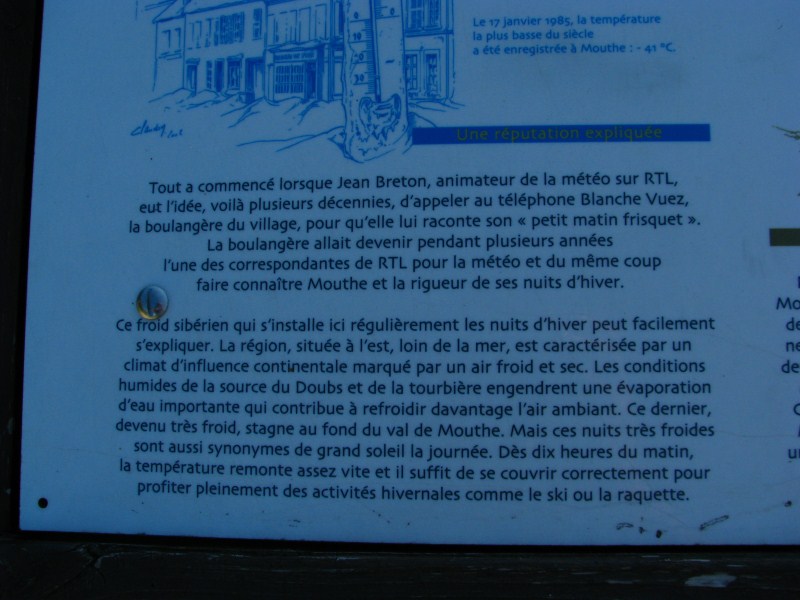 Le 17 janvier 1985, la température
la plus basse du siècle
a été enregistrée à Mouthe : - 41 °C.
Une réputation expliquée
Tout a commencé lorsque Jean Breton, animateur de la météo sur RTL,
eut l'idée, voilà plusieurs décennies, d'appeler au téléphone Blanche Vuez,
la boulangère du village, pour qu'elle lui raconte son « petit matin frisquet ».
La boulangère allait devenir pendant plusieurs années
l'une des correspondantes de RTL pour la météo et du même coup
faire connaître Mouthe et la rigueur de ses nuits d'hiver.
Ce froid sibérien qui s'installe ici régulièrement les nuits d'hiver peut facilement
s'expliquer. La région, située à l'est, loin de la mer, est caractérisée par un
climat d'influence continentale marqué par un air froid et sec. Les conditions
humides de la source du Doubs et de la tourbière engendrent une évaporation
d'eau importante qui contribue à refroidir davantage l'air ambiant. Ce dernier,
devenu très froid, stagne au fond du val de Mouthe. Mais ces nuits très froides
sont aussi synonymes de grand soleil la journée. Dès dix heures du matin,
la température remonte assez vite et il suffit de se couvrir correctement pour
profiter pleinement des activités hivernales comme le ski ou la raquette.